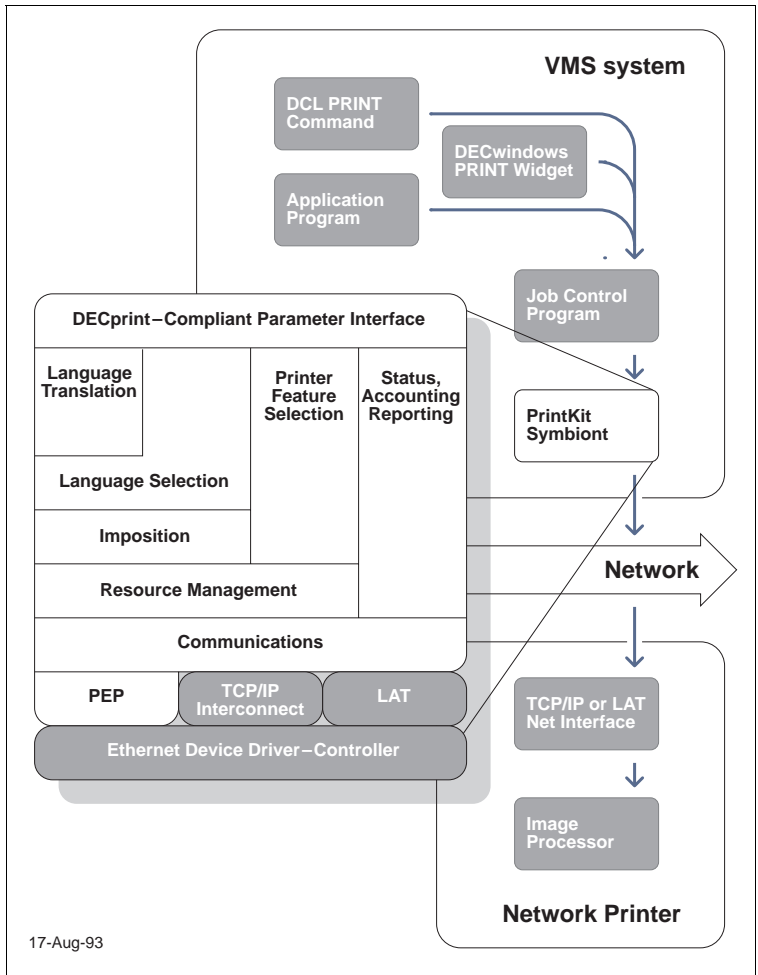 VMS system
DCL PRINT
Command
DECwindows
PRINT Widget
Application
Program
Job Control
Program
PrintKit
Symbiont
DECprint–Compliant Parameter Interface
Language
Translation
Printer
Feature
Selection
Status,
Accounting
Reporting
Language Selection
Imposition
Resource Management
Communications
PEP
TCP/IP
Interconnect
LAT
Ethernet Device Driver–Controller
Network
TCP/IP or LAT
Net Interface
Image
Processor
Network Printer
17-Aug-93